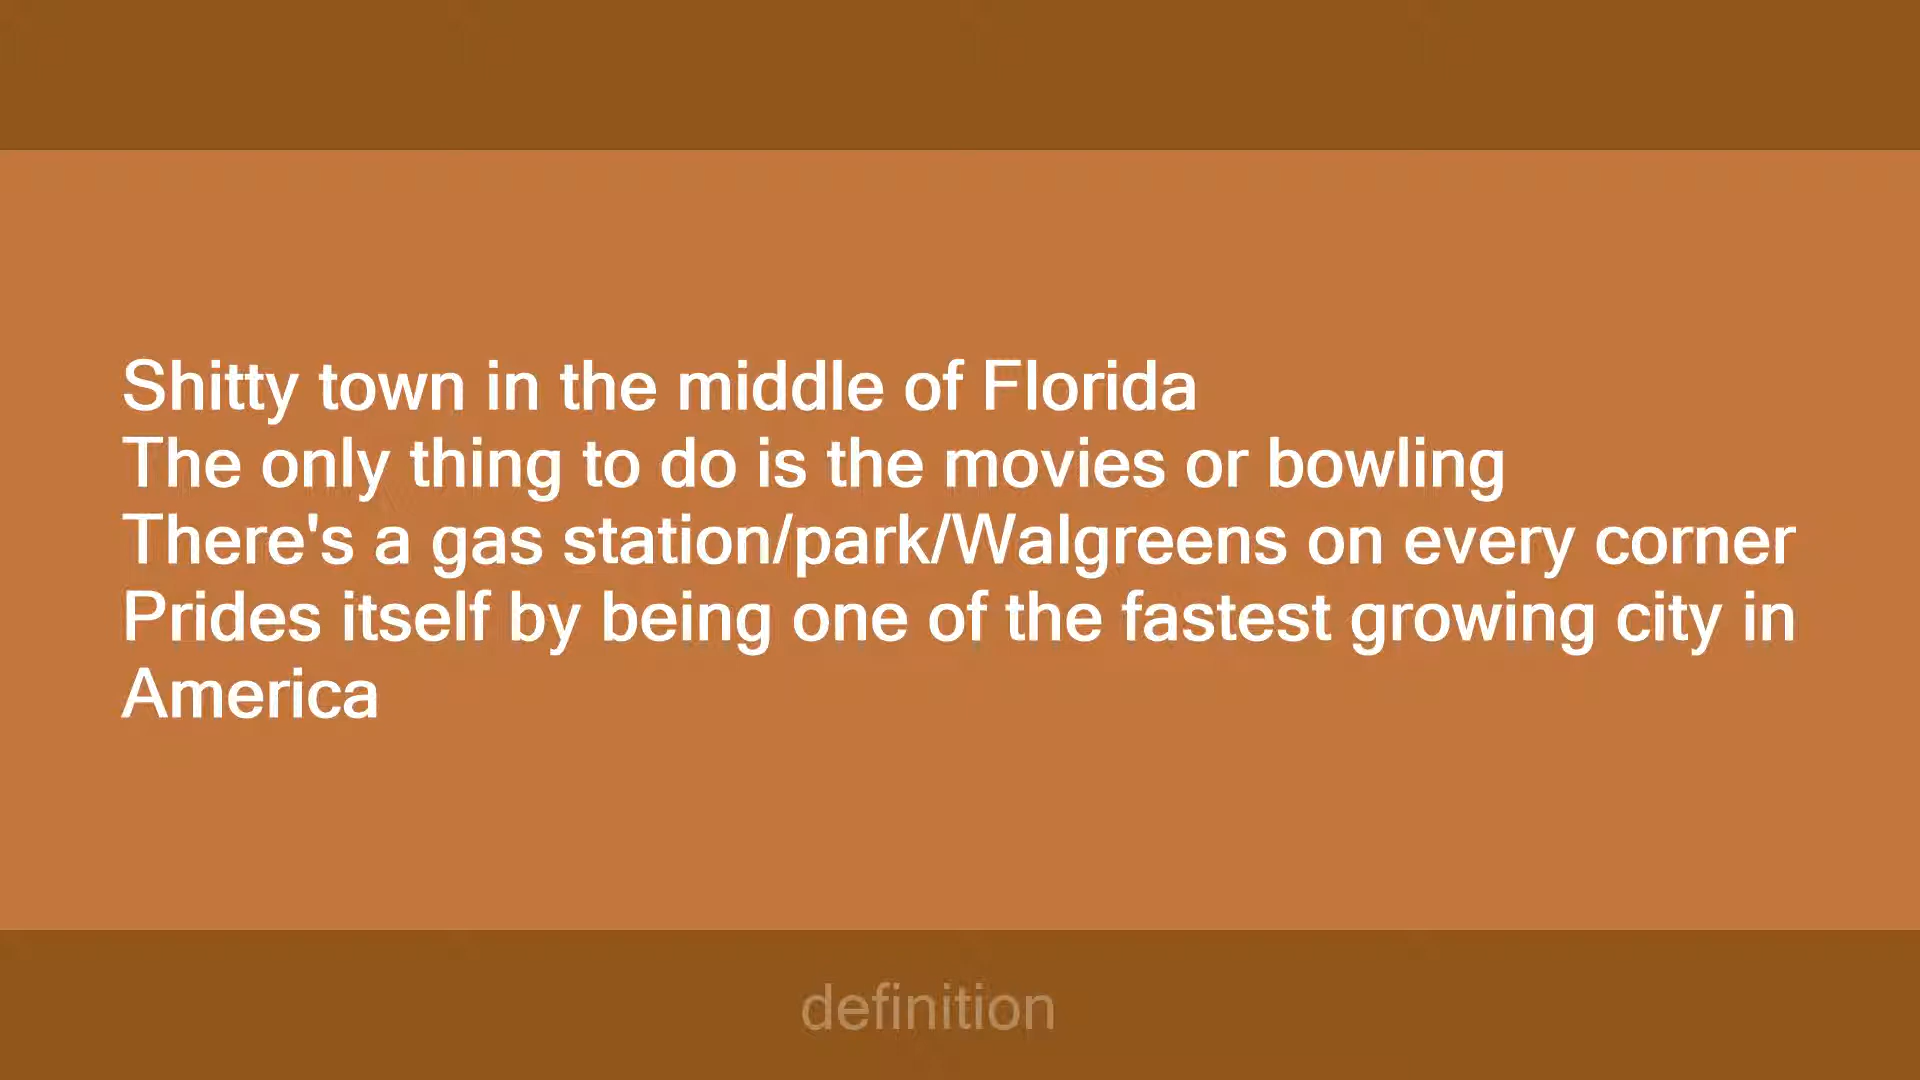 Shitty town in the middle of Florida
The only thing to do is the movies or bowling
There's a gas station/park/Walgreens on every corner
Prides itself by being one of the fastest growing city in
America
definition